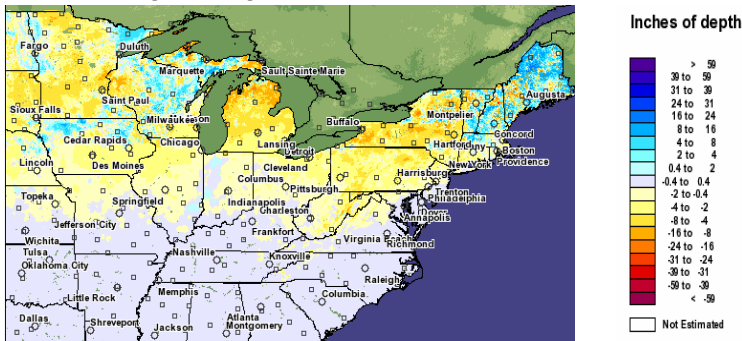 Fargo
Duluth
Marquette
Sault Sainte Marie
Saint Paul
Sioux Falls
Milwaukee
Augusta
Montpelier
Buffalo
Concord
Cedar Rapids
Chicago
Lansing
Detroit
Hartford
Boston
Providence
Lincoln
Des Moines
Cleveland
New York
Columbus
Pittsburgh
Harrisburg
Trenton
Philadelphia
Topeka
Springfield
Indianapolis
Charleston
Dover
Annapolis
Jefferson City
Frankfort
Virginia Beach
Richmond
Wichita
Tulsa
Nashville
Knoxville
Oklahoma City
Raleigh
Little Rock
Memphis
Columbia
Dallas
Shreveport
Jackson
Atlanta
Montgomery
Inches of depth
> 59
39 to 59
31 to 39
24 to 31
16 to 24
8 to 16
4 to 8
2 to 4
0.4 to 2
-0.4 to 0.4
-2 to -0.4
4 to -2
-8 to -4
-16 to -8
-24 to -16
-31 to -24
-39 to -31
-59 to -39
< -59
Not Estimated